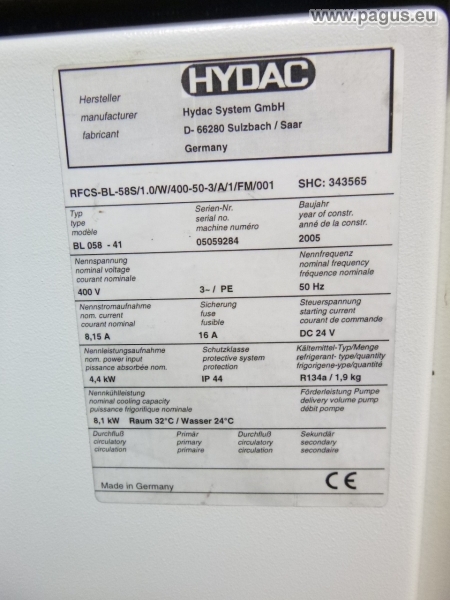 www.pagus.eu
HYDAC
Hersteller
manufacturer
fabricant
Hydac System GmbH
D- 66280 Sulzbach / Saar
Germany
RFCS-BL-58S/1.0/W/400-50-3/A/1/FM/001 SHC: 343565
Typ
type
modèle
BL 058 - 41
Serien-Nr.
serial no.
machine numéro
05059284
Baujahr
year of constr.
anné de la constr.
2005
Nennspannung
nominal voltage
courant nominale
400 V
3~ / PE
Nennfrequenz
nominal frequency
fréquence nominale
50 Hz
Nennstromaufnahme
nom. current
courant nominal
8,15 A
Sicherung
fuse
fusible
16 A
Steuerspannung
starting current
courant de commande
DC 24 V
Nennleistungsaufnahme
nom. power input
pissance absorbée nom.
4,4 kW
Schutzklasse
protective system
protection
IP 44
Kältemittel-Typ/Menge
refrigerant- type/quantity
frigorigene-ype/quantité
R134a / 1,9 kg
Nennkühlleistung
nominal cooling capacity
puissance frigorifique nominale
8,1 kW Raum 32°C / Wasser 24°C
Förderleistung Pumpe
delivery volume pump
débit pompe
Durchfluß
circulatory
circulation
Primär
primary
primaire
Durchfluß
circulatory
circulation
Sekundär
secondary
secondaire
Made in Germany
CE